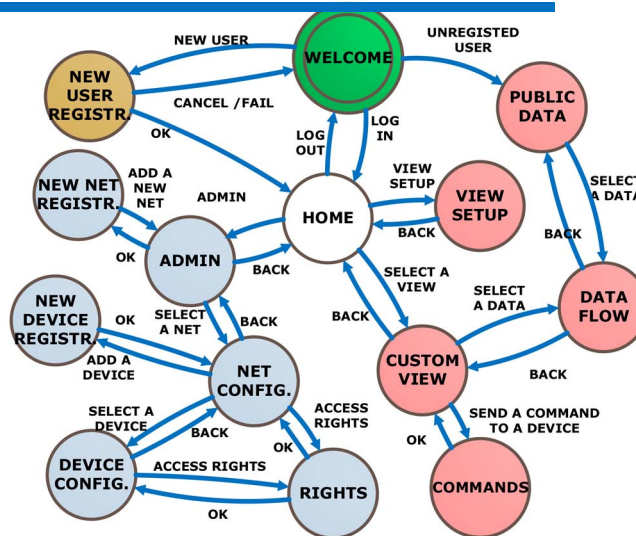 NEW USER
WELCOME
UNREGISTED
USER
NEW
USER
REGISTR.
CANCEL /FAIL
PUBLIC
DATA
OK
LOG
OUT
LOG
IN
ADD A
NEW
NET
VIEW
SETUP
SELECT
A DATA
NEW NET
REGISTR.
ADMIN
HOME
VIEW
SETUP
BACK
BACK
OK
ADMIN
BACK
SELECT A
VIEW
NEW
DEVICE
REGISTR.
OK
SELECT
A NET
BACK
BACK
SELECT
A DATA
DATA
FLOW
ADD A
DEVICE
NET
CONFIG.
CUSTOM
VIEW
BACK
SELECT A
DEVICE
BACK
ACCESS
RIGHTS
OK
OK
SEND A COMMAND
TO A DEVICE
DEVICE
CONFIG.
ACCESS RIGHTS
RIGHTS
COMMANDS
OK